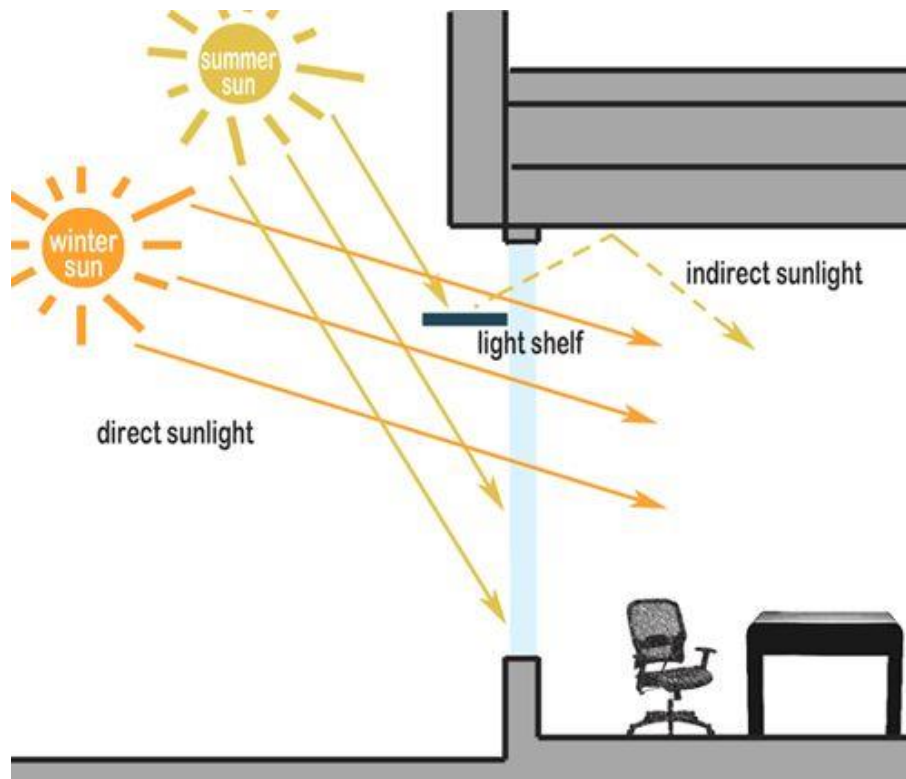 summer
sun
winter
sun
indirect sunlight
light shelf
direct sunlight